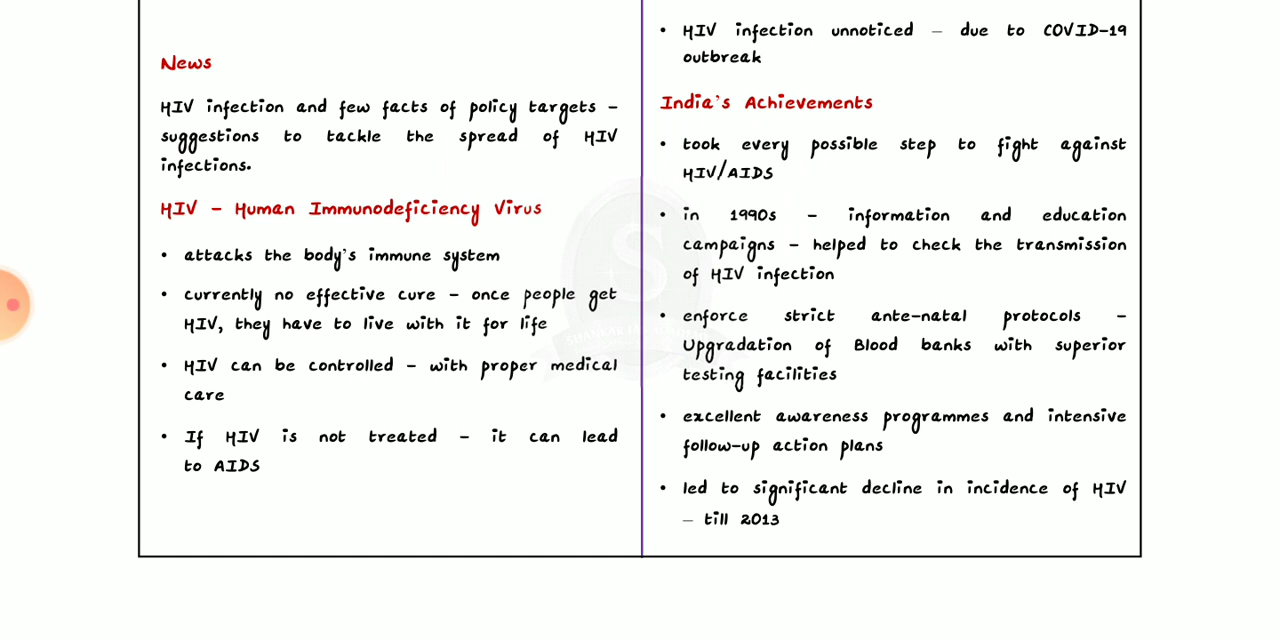 News
HIV infection and few facts of policy targets –
suggestions to tackle the spread of HIV
infections.
HIV – Human Immunodeficiency Virus
• attacks the body's immune system
• currently no effective cure – once people get
HIV, they have to live with it for life
• HIV can be controlled – with proper medical
care
• If HIV is not treated – it can lead
to AIDS
• HIV infection unnoticed – due to COVID-19
outbreak
India's Achievements
• took every possible step to fight against
HIV/AIDS
• in 1990s – information and education
campaigns – helped to check the transmission
of HIV infection
• enforce strict ante-natal protocols –
Upgradation of Blood banks with superior
testing facilities
• excellent awareness programmes and intensive
follow-up action plans
• led to significant decline in incidence of HIV
– till 2013